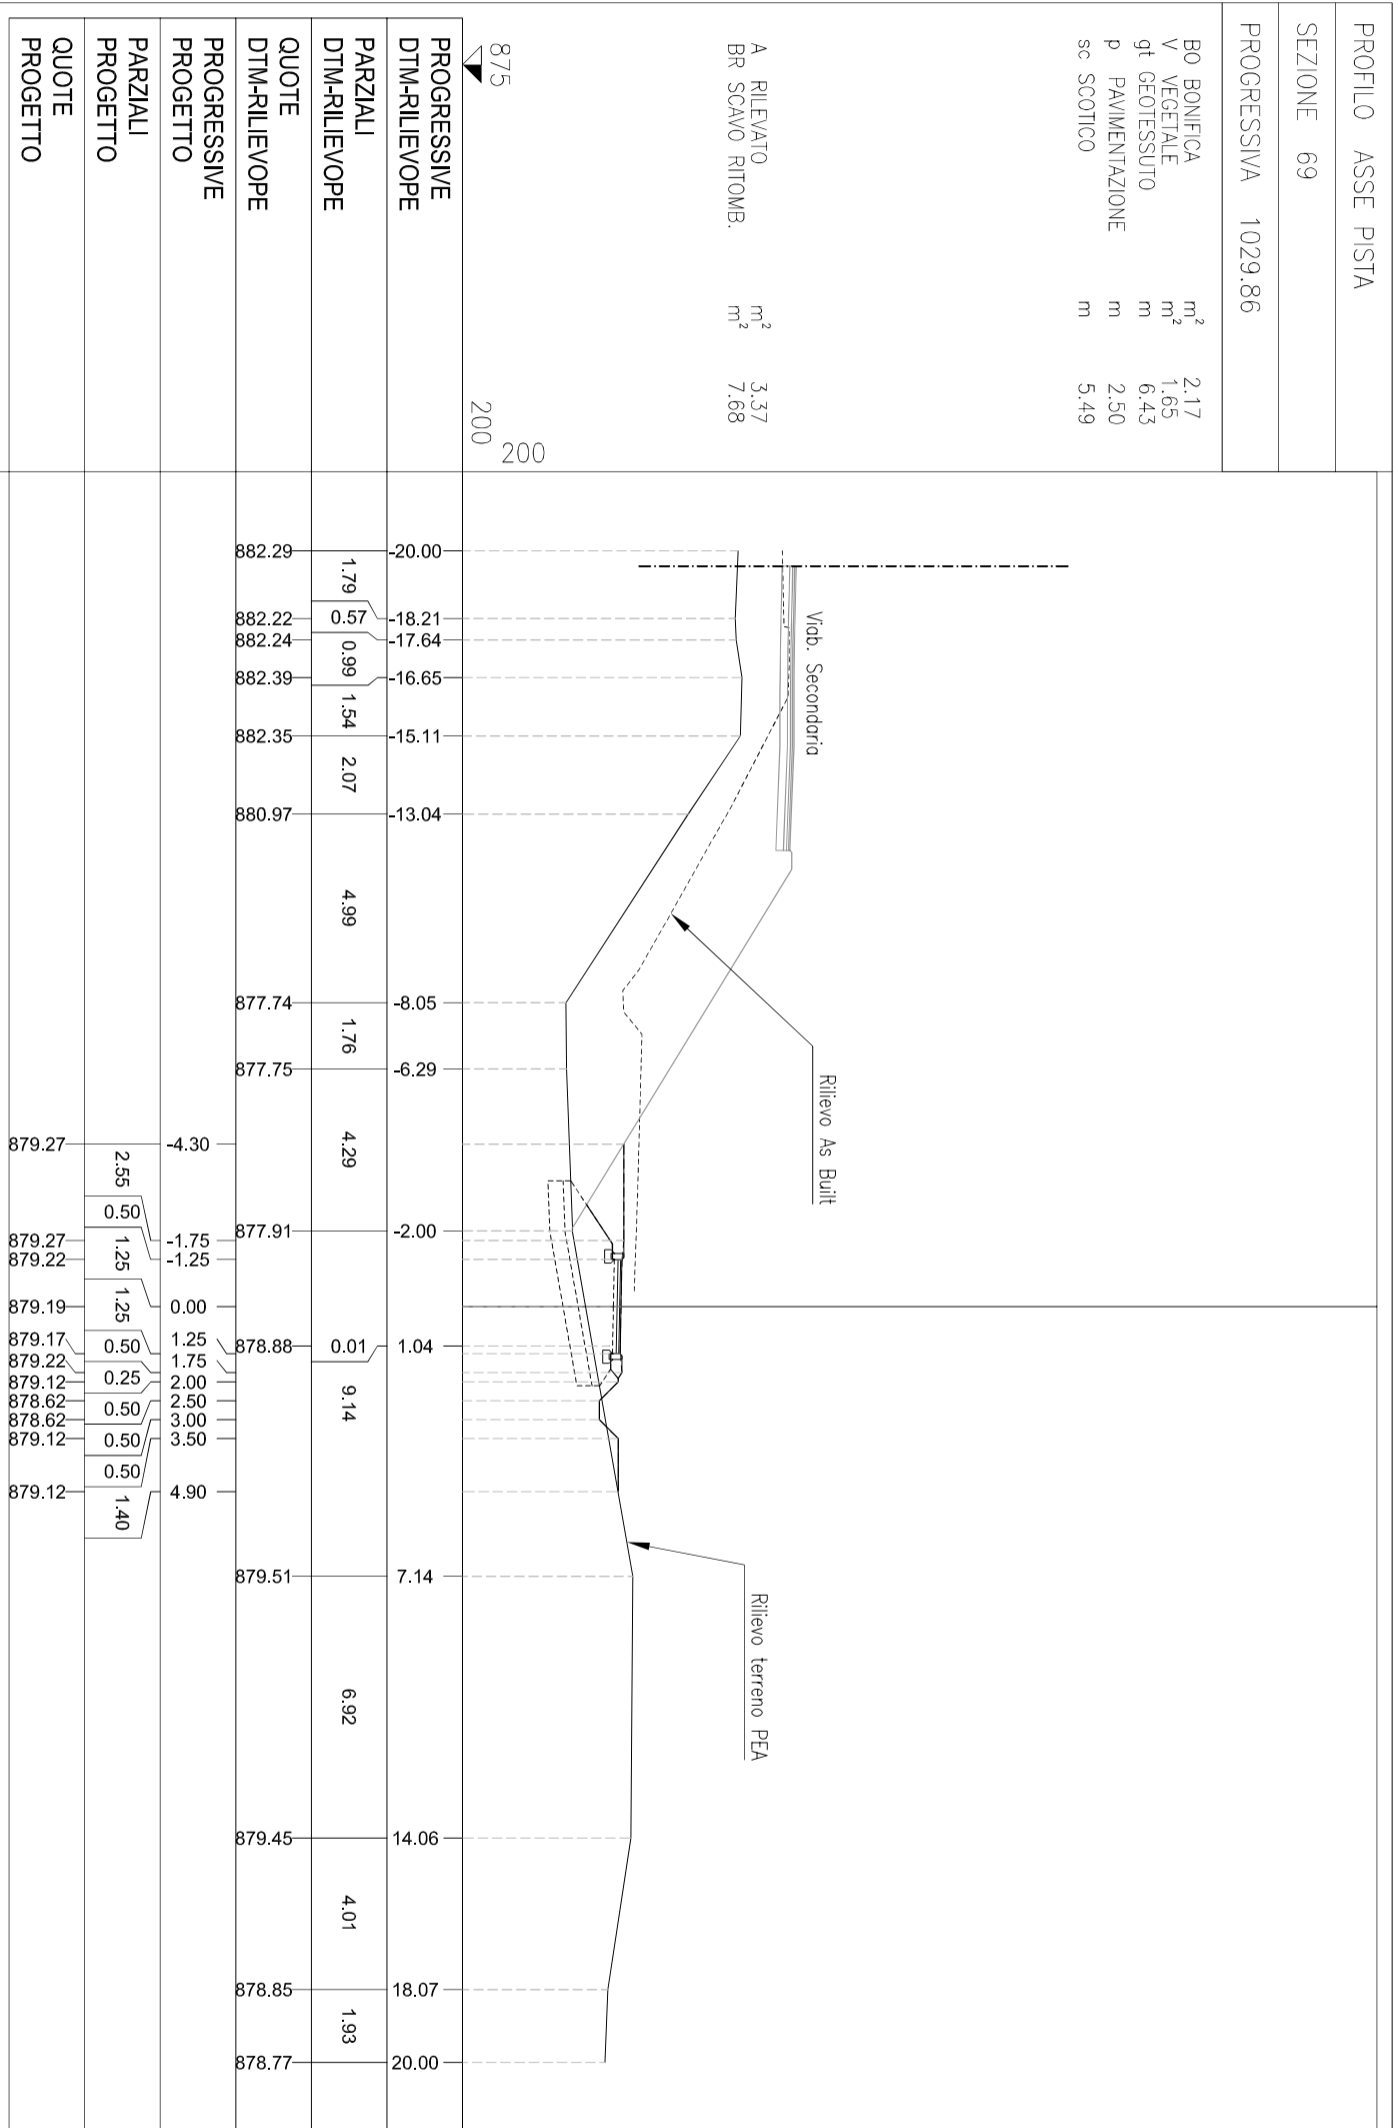 PROFILO ASSE PISTA
SEZIONE 69
PROGRESSIVA 1029.86
BO BONIFICA m² 2.17
V VEGETALE m² 1.65
gt GEOTESSUTO m 6.43
p PAVIMENTAZIONE m 2.50
sc SCOTICO m 5.49
A RILEVATO m² 3.37
BR SCAVO RITOMB. m² 7.68
Viab. Secondaria
Rilievo As Built
Rilievo terreno PEA
200
200
875
PROGRESSIVE
DTM-RILIEVOPE
-20.00 -18.21 -17.64 -16.65 -15.11 -13.04 -8.05 -6.29 -2.00 1.04 7.14 14.06 18.07 20.00
PARZIALI
DTM-RILIEVOPE
1.79 0.57 0.99 1.54 2.07 4.99 1.76 4.29 0.01 9.14 6.92 4.01 1.93
QUOTE
DTM-RILIEVOPE
882.29 882.22 882.24 882.39 882.35 880.97 877.74 877.75 877.91 878.88 879.51 879.45 878.85 878.77
PROGRESSIVE
PROGETTO
-4.30 -1.75 -1.25 0.00 1.25 1.75 2.00 2.50 3.00 3.50 4.90
PARZIALI
PROGETTO
2.55 0.50 1.25 1.25 0.50 0.25 0.50 0.50 0.50 1.40
QUOTE
PROGETTO
879.27 879.27 879.22 879.19 879.17 879.22 879.12 878.62 878.62 879.12 879.12